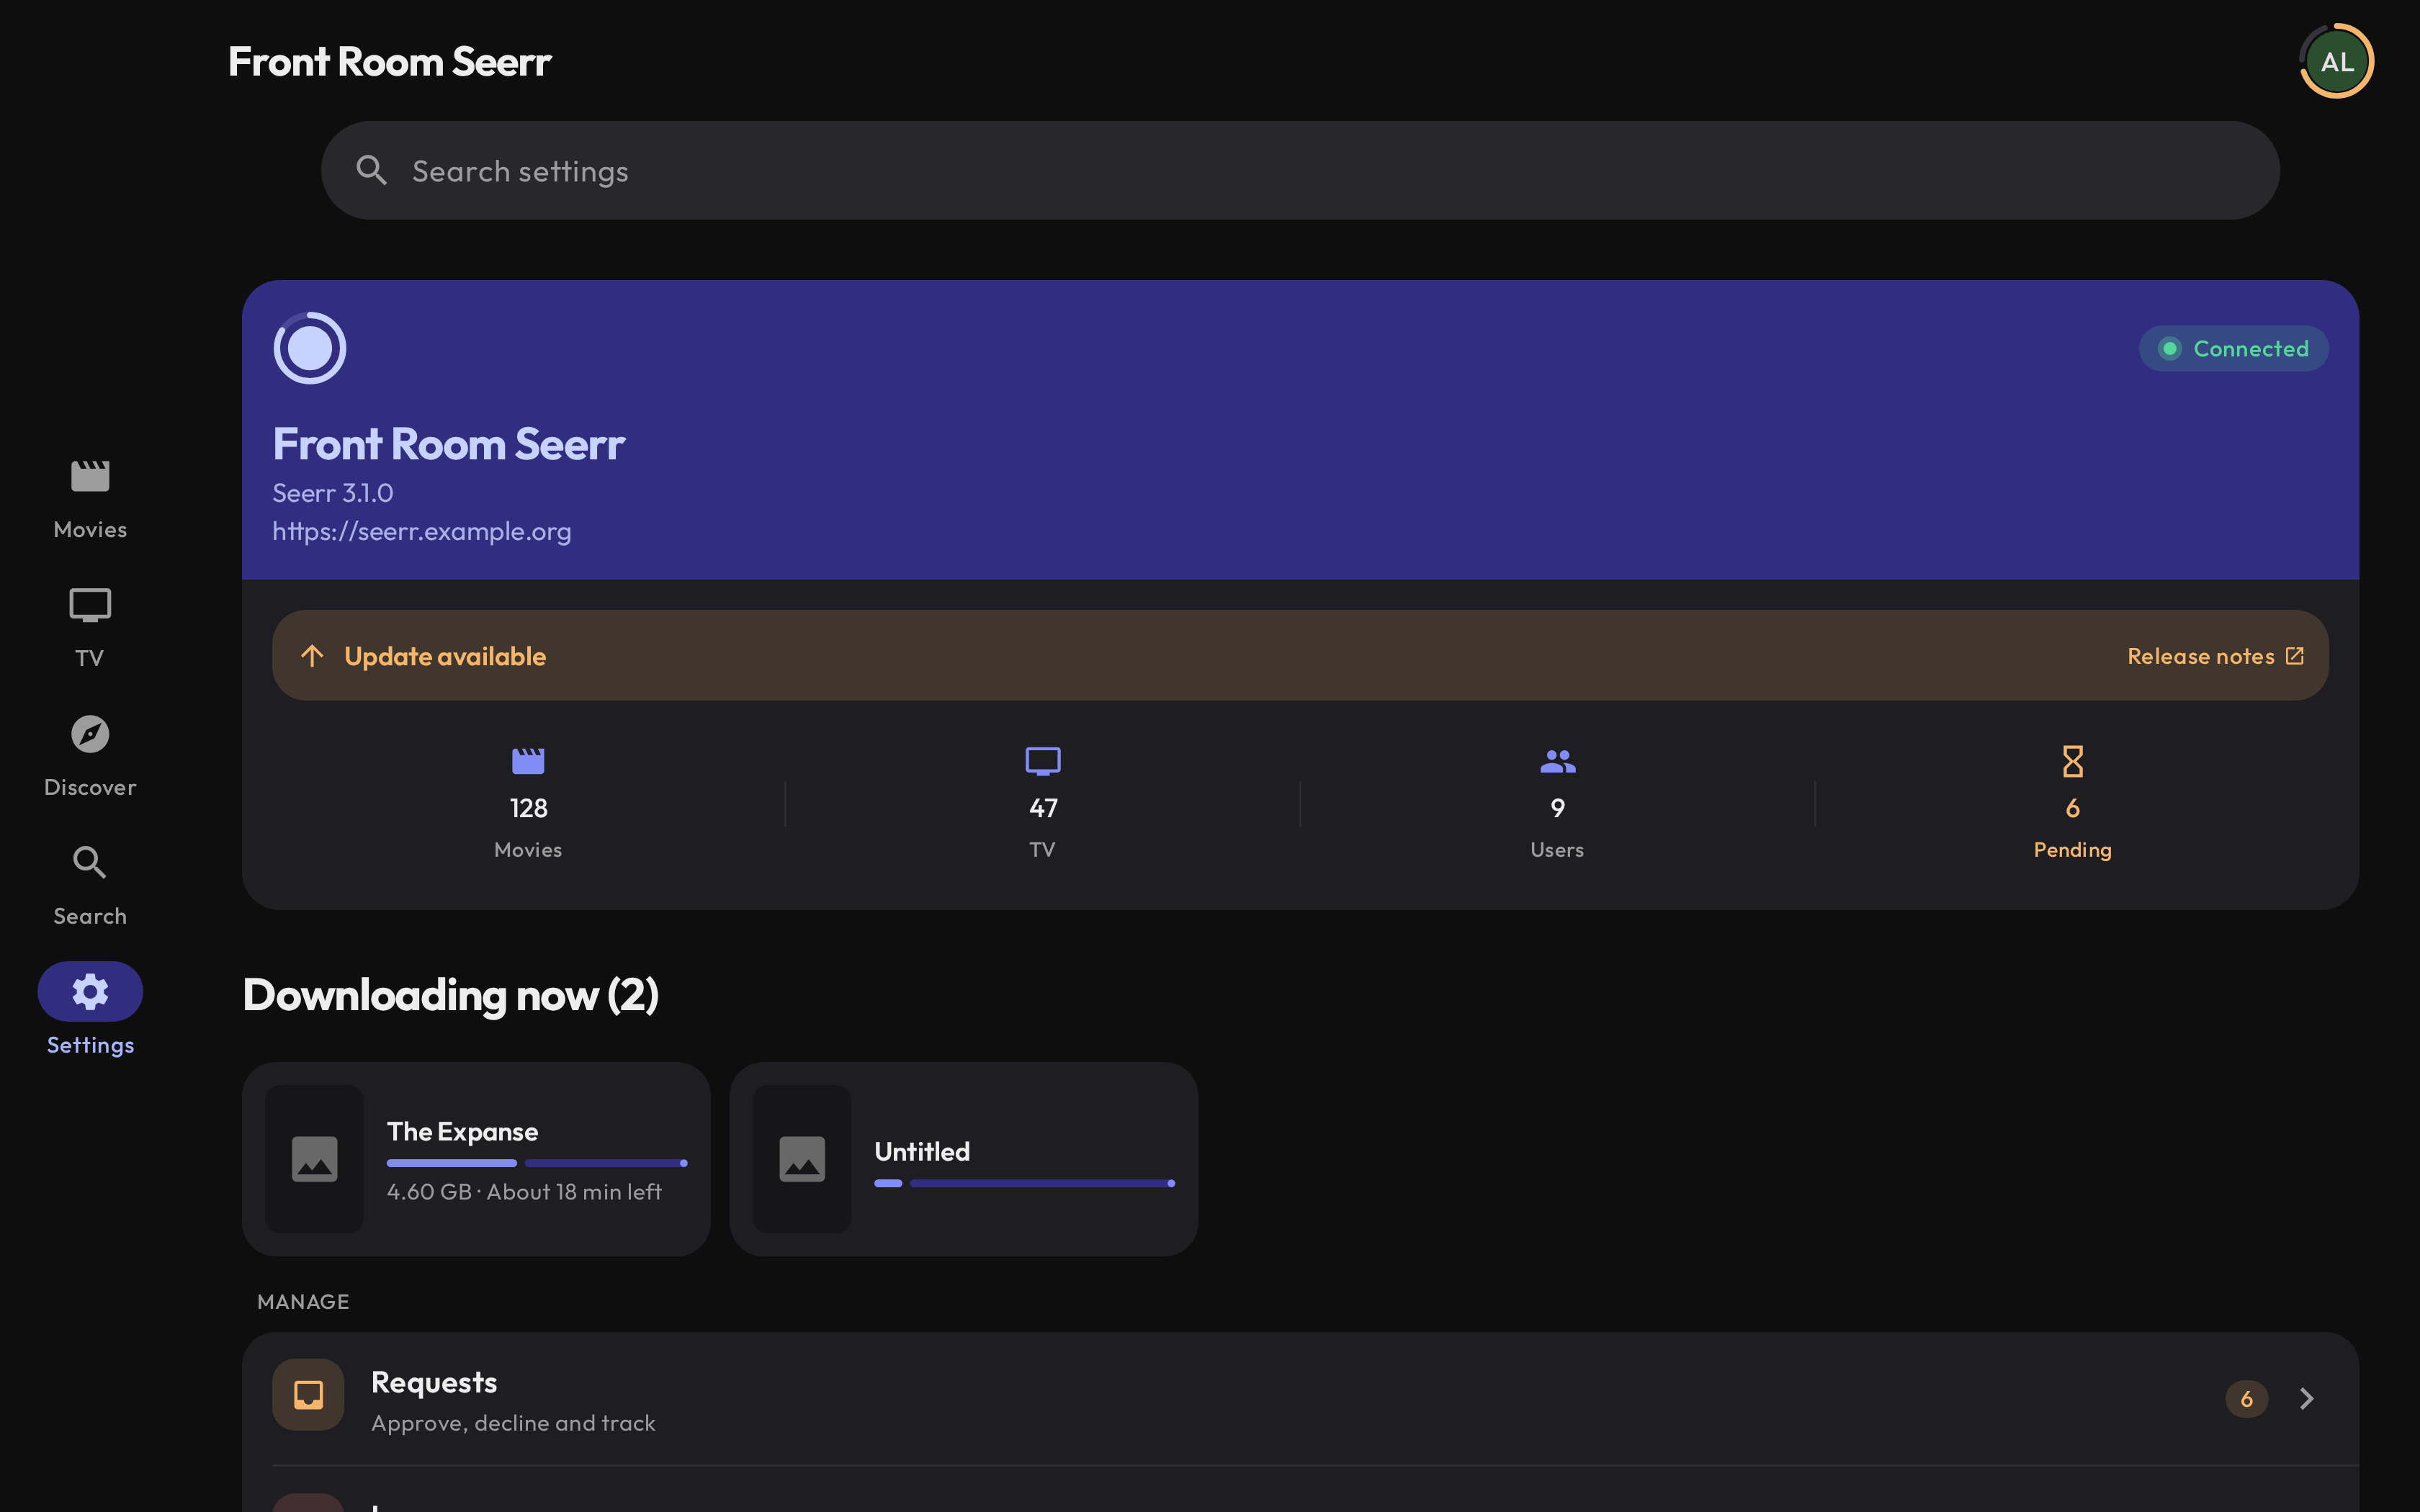 Front Room Seerr
AL
Search settings
Connected
Front Room Seerr
Seerr 3.1.0
https://seerr.example.org
Update available
Release notes
128
Movies
47
TV
9
Users
6
Pending
Movies
TV
Discover
Search
Settings
Downloading now (2)
The Expanse
4.60 GB · About 18 min left
Untitled
MANAGE
Requests
Approve, decline and track
6